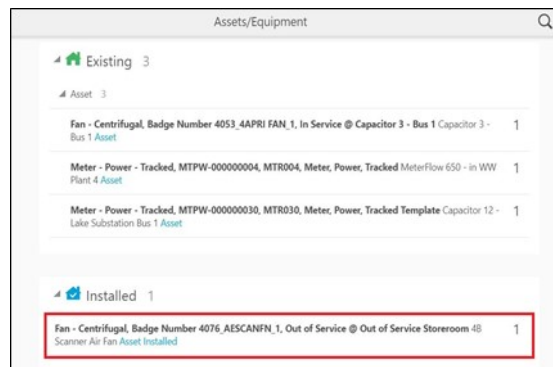 Assets/Equipment
Existing 3
Asset 3
Fan - Centrifugal, Badge Number 4053_4APRI FAN_1, In Service @ Capacitor 3 - Bus 1 Capacitor 3 - 1
Bus 1 Asset
Meter - Power - Tracked, MTPW-000000004, MTR004, Meter, Power, Tracked MeterFlow 650 - in WW 1
Plant 4 Asset
Meter - Power - Tracked, MTPW-000000030, MTR030, Meter, Power, Tracked Template Capacitor 12 - 1
Lake Substation Bus 1 Asset
Installed 1
Fan - Centrifugal, Badge Number 4076_AESCANFN_1, Out of Service @ Out of Service Storeroom 4B 1
Scanner Air Fan Asset Installed